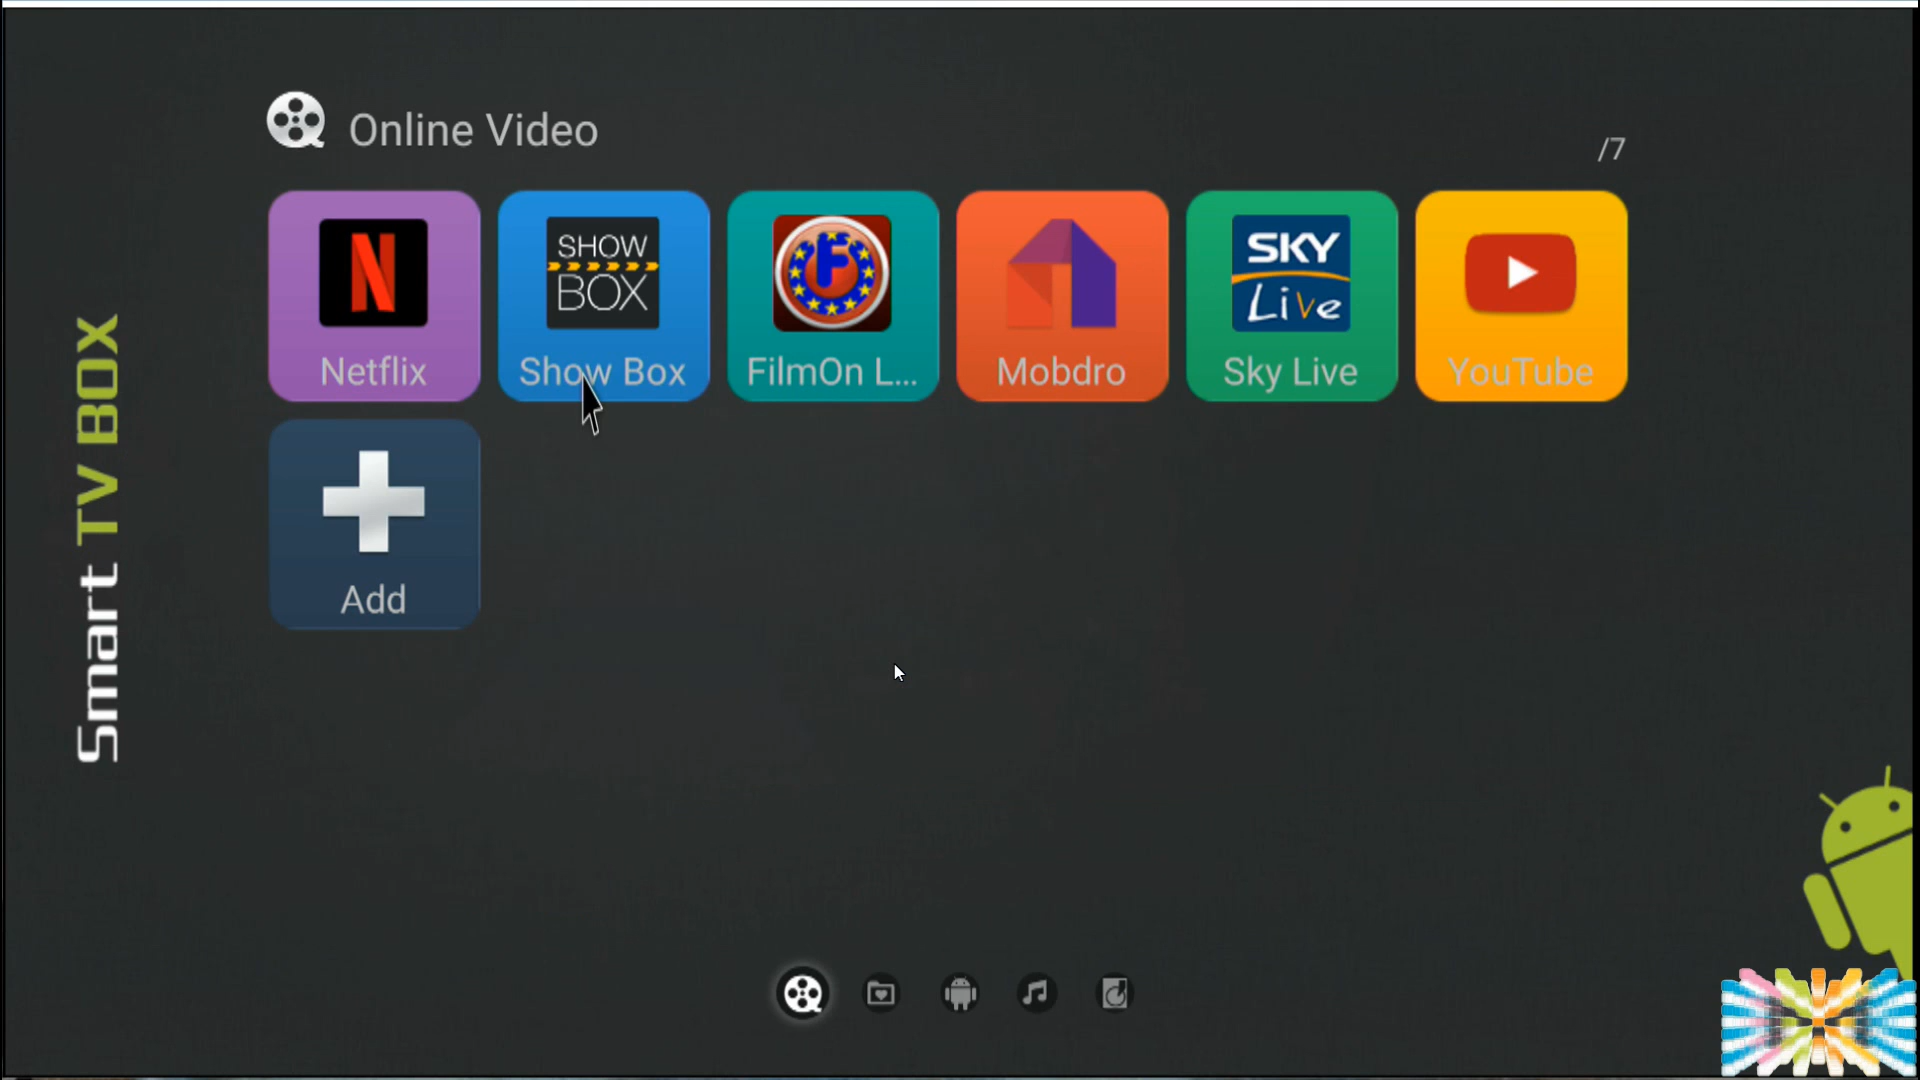 Online Video
/7
N
SHOW
BOX
F
SKY
Live
Netflix
Show Box
FilmOn L...
Mobdro
Sky Live
YouTube
Add
Smart TV BOX